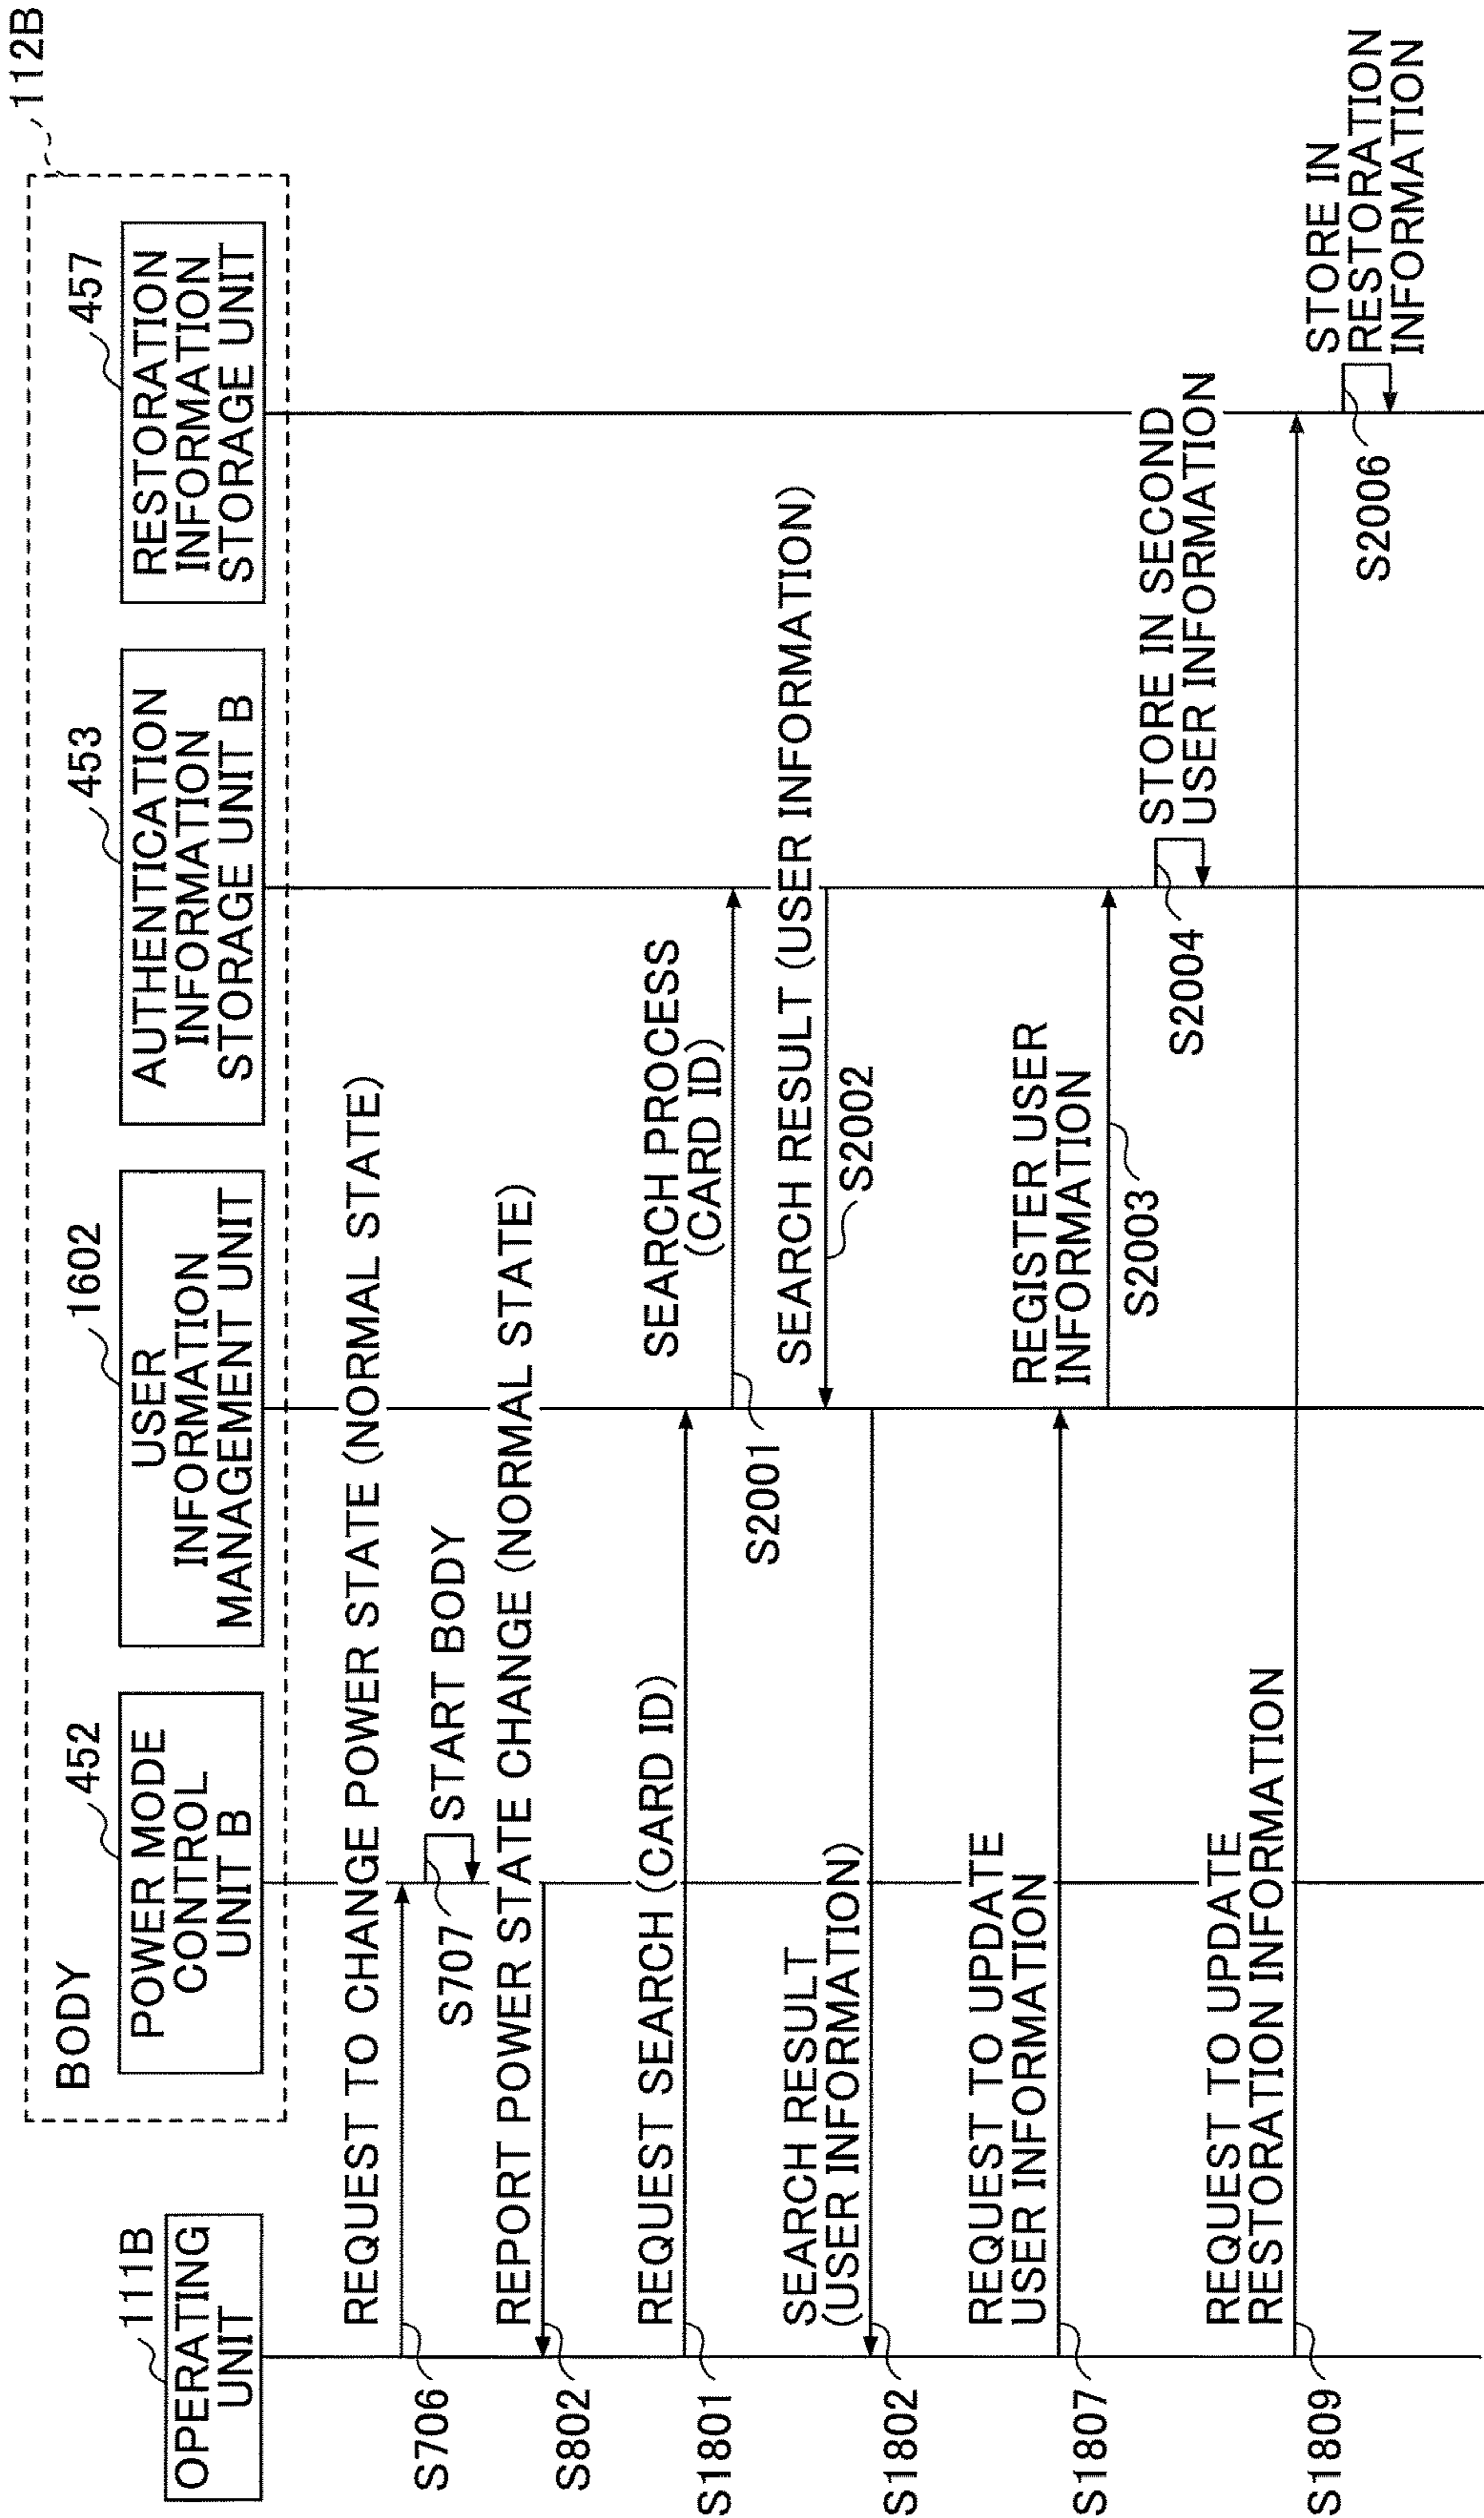 112B
BODY
111B
OPERATING
UNIT
452
POWER MODE
CONTROL
UNIT B
1602
USER
INFORMATION
MANAGEMENT UNIT
453
AUTHENTICATION
INFORMATION
STORAGE UNIT B
457
RESTORATION
INFORMATION
STORAGE UNIT
REQUEST TO CHANGE POWER STATE (NORMAL STATE)
S706
START BODY
S707
REPORT POWER STATE CHANGE (NORMAL STATE)
S802
REQUEST SEARCH (CARD ID)
S1801
SEARCH PROCESS
(CARD ID)
S2001
SEARCH RESULT (USER INFORMATION)
S2002
SEARCH RESULT
(USER INFORMATION)
S1802
REQUEST TO UPDATE
USER INFORMATION
S1807
REGISTER USER
INFORMATION
S2003
STORE IN SECOND
USER INFORMATION
S2004
REQUEST TO UPDATE
RESTORATION INFORMATION
S1809
STORE IN
RESTORATION
INFORMATION
S2006